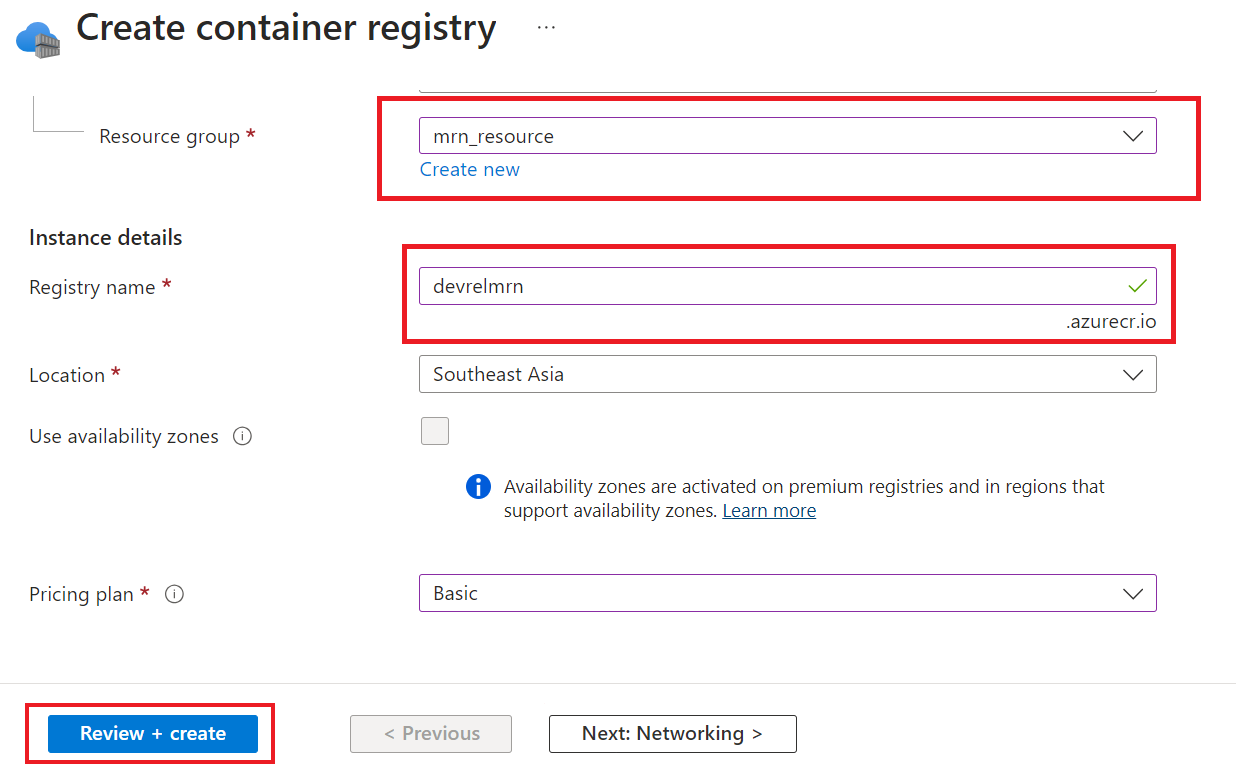 Create container registry ...
Resource group *
mrn_resource
Create new
Instance details
Registry name *
devrelmrn
.azurecr.io
Location *
Southeast Asia
Use availability zones
Availability zones are activated on premium registries and in regions that
support availability zones. Learn more
Pricing plan *
Basic
Review + create
< Previous
Next: Networking >